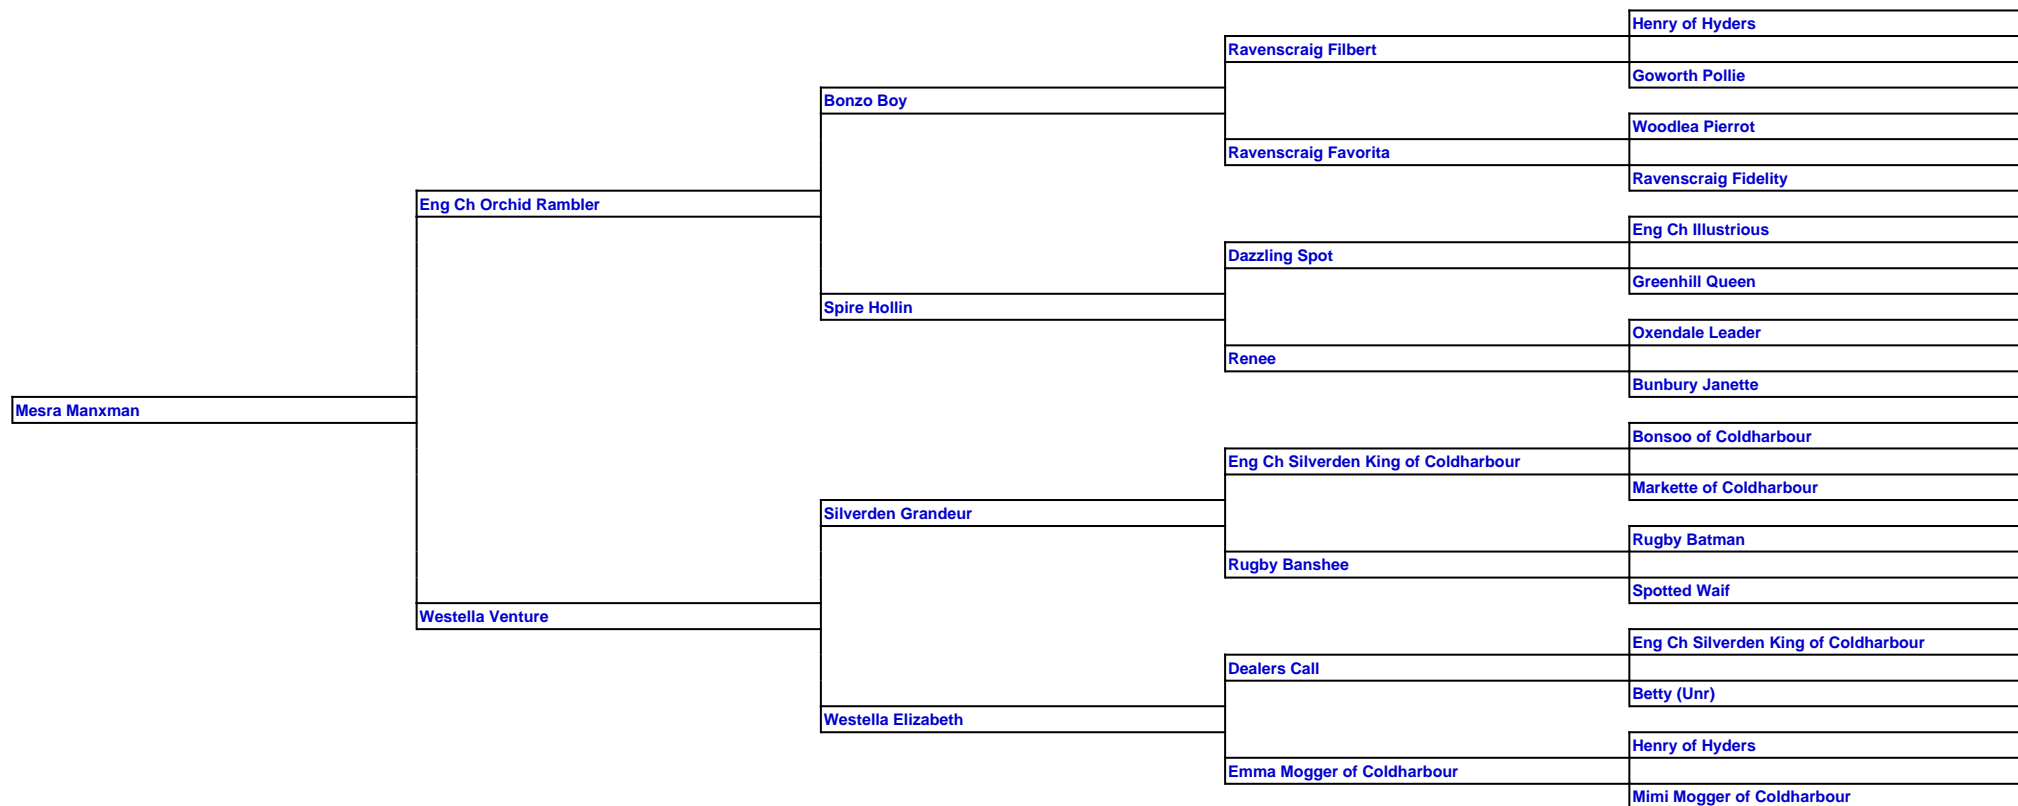 Henry of Hyders
Ravenscraig Filbert
Goworth Pollie
Bonzo Boy
Woodlea Pierrot
Ravenscraig Favorita
Ravenscraig Fidelity
Eng Ch Orchid Rambler
Eng Ch Illustrious
Dazzling Spot
Greenhill Queen
Spire Hollin
Oxendale Leader
Renee
Bunbury Janette
Mesra Manxman
Bonsoo of Coldharbour
Eng Ch Silverden King of Coldharbour
Markette of Coldharbour
Silverden Grandeur
Rugby Batman
Rugby Banshee
Spotted Waif
Westella Venture
Eng Ch Silverden King of Coldharbour
Dealers Call
Betty (Unr)
Westella Elizabeth
Henry of Hyders
Emma Mogger of Coldharbour
Mimi Mogger of Coldharbour